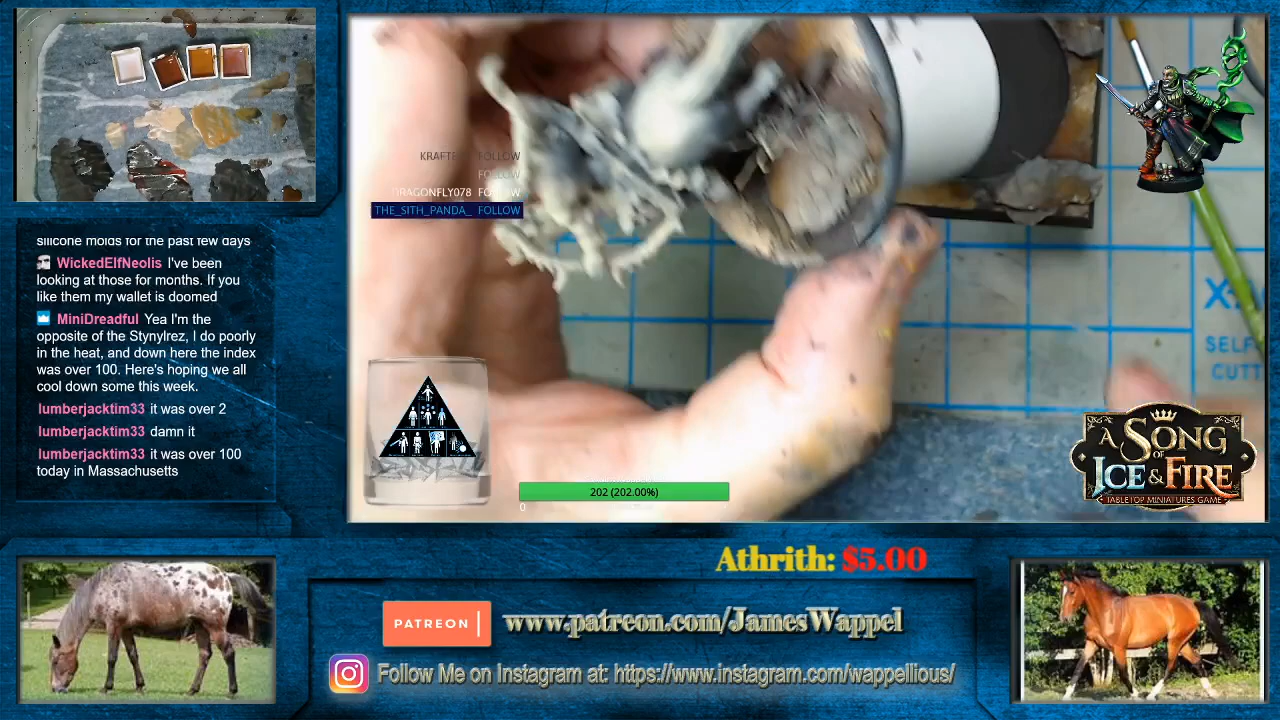 silicone molds for the past few days
WickedElfNeolis I've been
looking at those for months. If you
like them my wallet is doomed
MiniDreadful Yea I'm the
opposite of the Stynylrez, I do poorly
in the heat, and down here the index
was over 100. Here's hoping we all
cool down some this week.
lumberjacktim33 it was over 2
lumberjacktim33 damn it
lumberjacktim33 it was over 100
today in Massachusetts
FOLLOW
FOLLOW
DRAGONFLY078 FOLLOW
THE_SITH_PANDA_ FOLLOW
202 (202.00%)
0
SELF
CUTT
A SONG
OF
ICE & FIRE
TABLETOP MINIATURES GAME
Athrith: $5.00
PATREON
www.patreon.com/JamesWappel
Follow Me on Instagram at: https://www.instagram.com/wappellious/